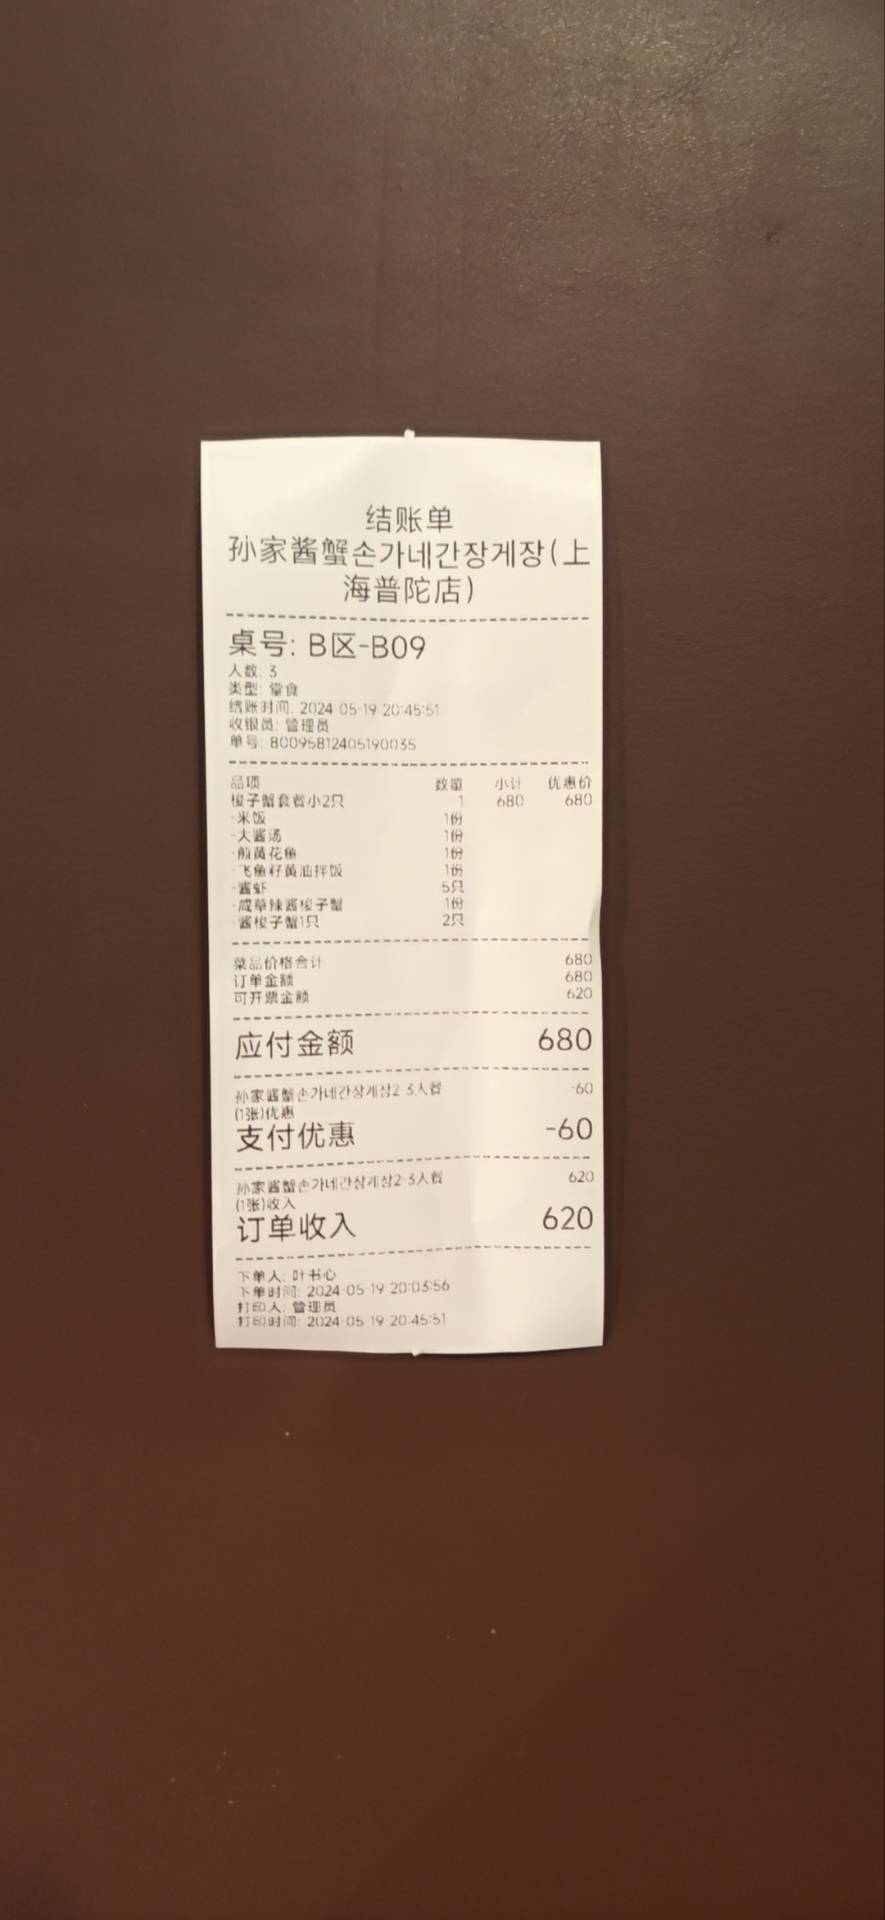 结账单
孙家酱蟹손가네간장게장(上
海普陀店)
桌号: B区-B09
人数: 3
类型: 堂食
结账时间: 2024-05-19 20:45:51
收银员: 管理员
单号: 80095812405190035
品项 数量 小计 优惠价
梭子蟹套餐小2只 1 680 680
-米饭 1份
-大酱汤 1份
-煎黄花鱼 1份
-飞鱼籽黄油拌饭 1份
-酱虾 5只
-咸草辣酱梭子蟹 1份
-酱梭子蟹1只 2只
菜品价格合计 680
订单金额 680
可开票金额 620
应付金额 680
孙家酱蟹손가네간장게장2-3人餐 -60
(1张)优惠
支付优惠 -60
孙家酱蟹손가네간장게장2-3人餐 620
(1张)收入
订单收入 620
下单人: 叶书心
下单时间: 2024-05-19 20:03:56
打印人: 管理员
打印时间: 2024-05-19 20:45:51